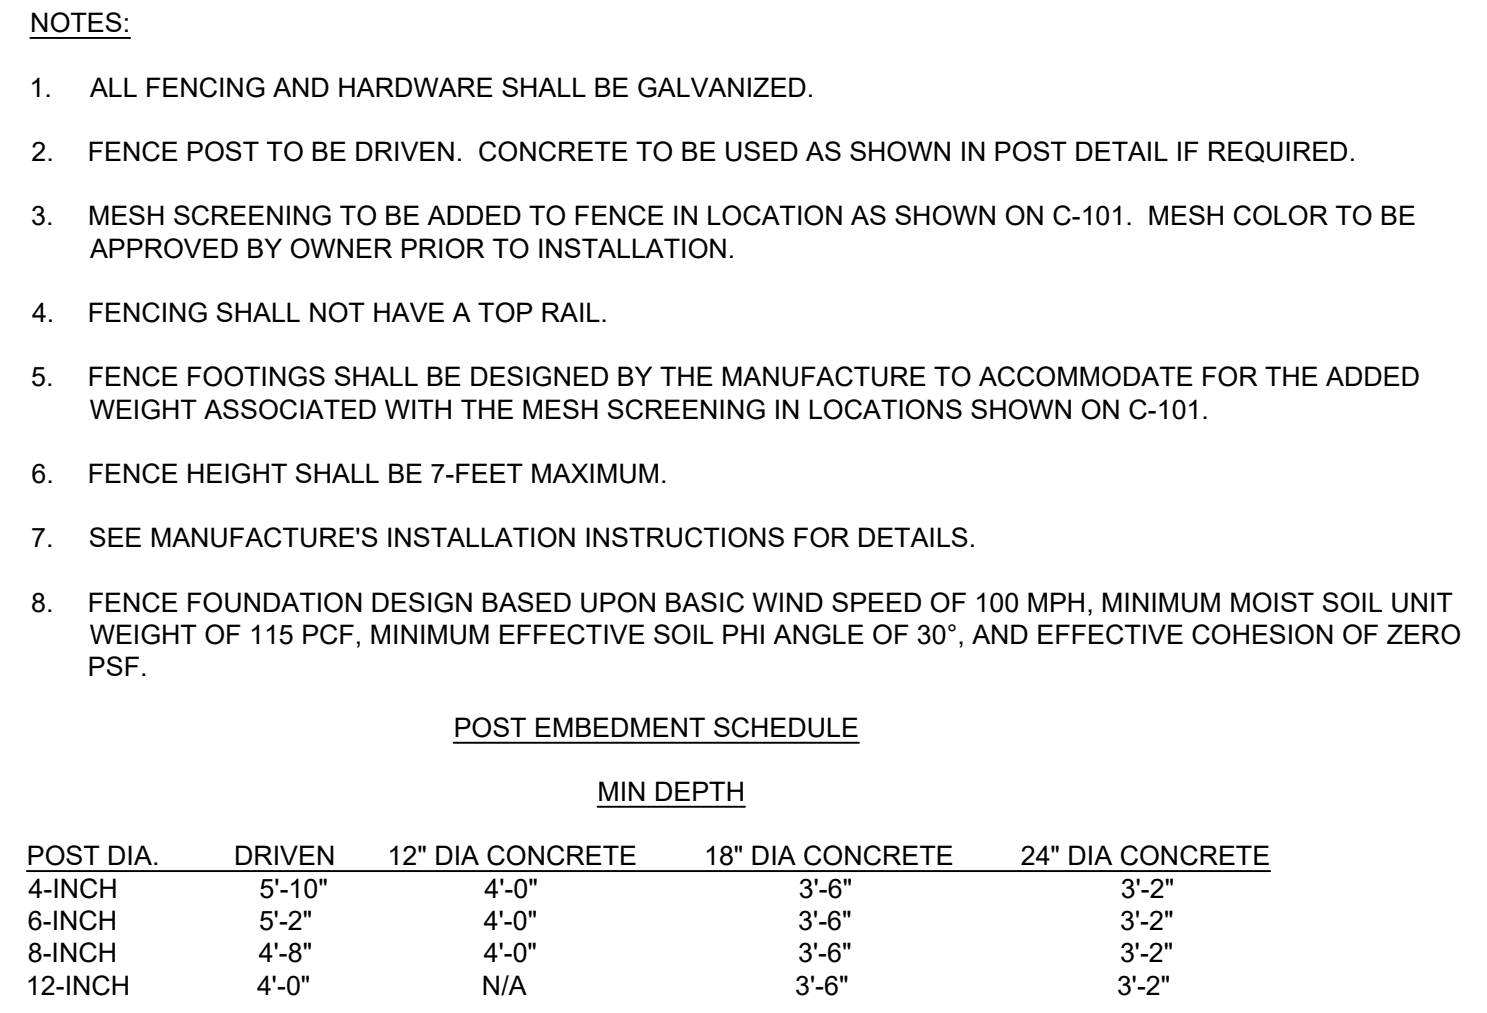 NOTES:
1. ALL FENCING AND HARDWARE SHALL BE GALVANIZED.
2. FENCE POST TO BE DRIVEN. CONCRETE TO BE USED AS SHOWN IN POST DETAIL IF REQUIRED.
3. MESH SCREENING TO BE ADDED TO FENCE IN LOCATION AS SHOWN ON C-101. MESH COLOR TO BE
APPROVED BY OWNER PRIOR TO INSTALLATION.
4. FENCING SHALL NOT HAVE A TOP RAIL.
5. FENCE FOOTINGS SHALL BE DESIGNED BY THE MANUFACTURE TO ACCOMMODATE FOR THE ADDED
WEIGHT ASSOCIATED WITH THE MESH SCREENING IN LOCATIONS SHOWN ON C-101.
6. FENCE HEIGHT SHALL BE 7-FEET MAXIMUM.
7. SEE MANUFACTURE'S INSTALLATION INSTRUCTIONS FOR DETAILS.
8. FENCE FOUNDATION DESIGN BASED UPON BASIC WIND SPEED OF 100 MPH, MINIMUM MOIST SOIL UNIT
WEIGHT OF 115 PCF, MINIMUM EFFECTIVE SOIL PHI ANGLE OF 30°, AND EFFECTIVE COHESION OF ZERO
PSF.
POST EMBEDMENT SCHEDULE
MIN DEPTH
POST DIA. DRIVEN 12" DIA CONCRETE 18" DIA CONCRETE 24" DIA CONCRETE
4-INCH 5'-10" 4'-0" 3'-6" 3'-2"
6-INCH 5'-2" 4'-0" 3'-6" 3'-2"
8-INCH 4'-8" 4'-0" 3'-6" 3'-2"
12-INCH 4'-0" N/A 3'-6" 3'-2"